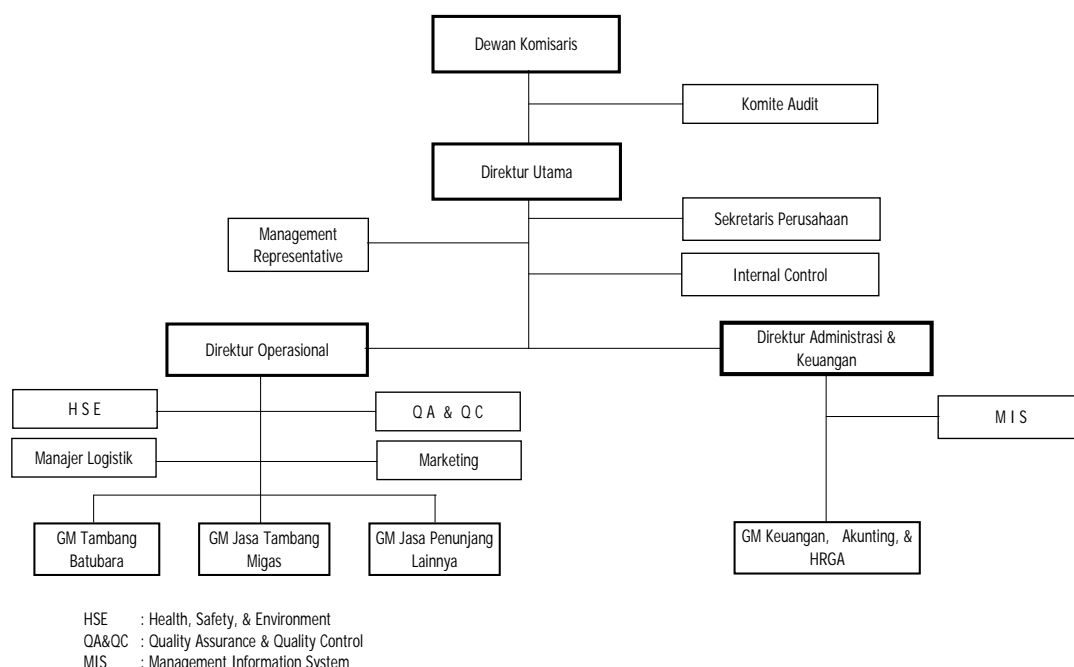 Dewan Komisaris
Komite Audit
Direktur Utama
Sekretaris Perusahaan
Management
Representative
Internal Control
Direktur Operasional
Direktur Administrasi &
Keuangan
H S E
Q A & Q C
M I S
Manajer Logistik
Marketing
GM Tambang
Batubara
GM Jasa Tambang
Migas
GM Jasa Penunjang
Lainnya
GM Keuangan, Akunting, &
HRGA
HSE : Health, Safety, & Environment
QA&QC : Quality Assurance & Quality Control
MIS : Management Information System